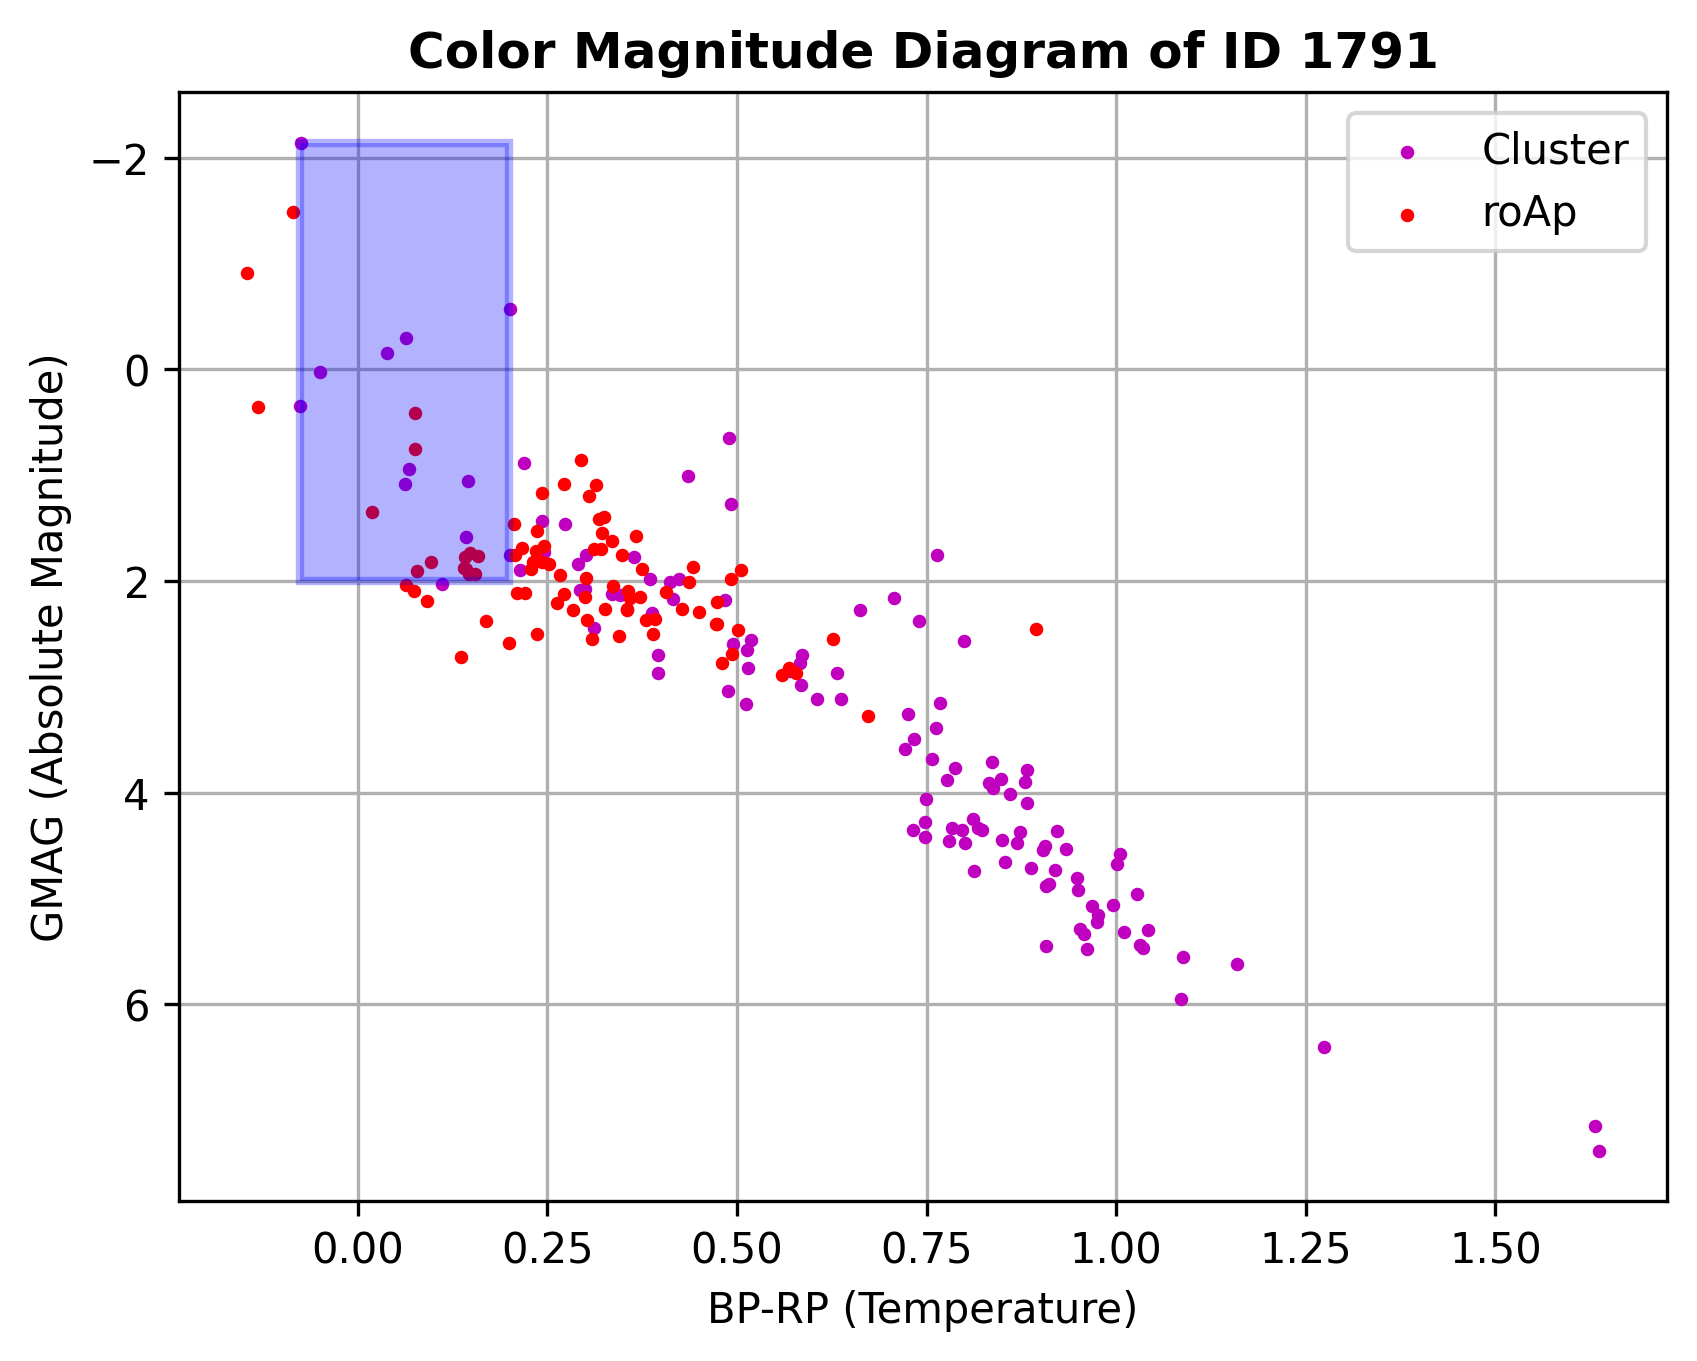 Color Magnitude Diagram of ID 1791
Cluster
roAp
GMAG (Absolute Magnitude)
−2
0
2
4
6
0.00 0.25 0.50 0.75 1.00 1.25 1.50
BP-RP (Temperature)